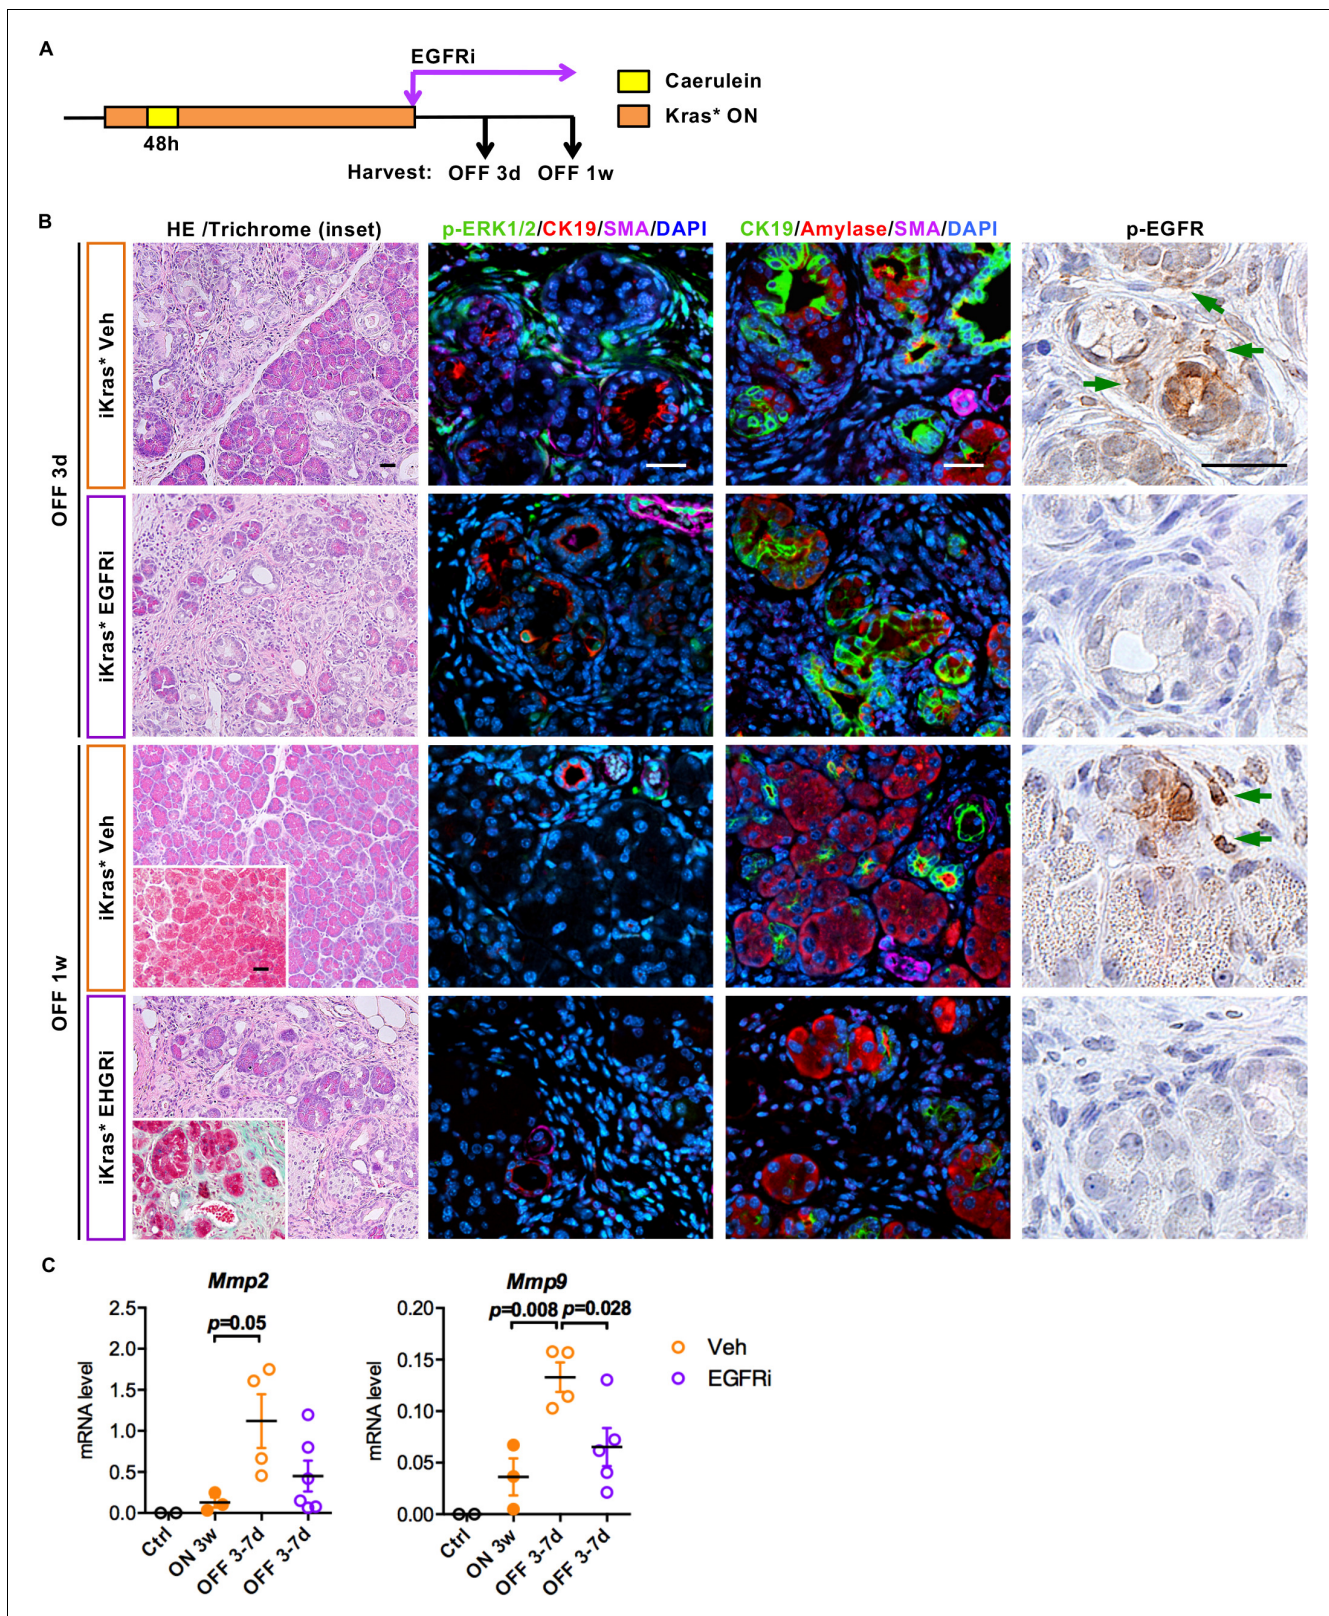 A
EGFRi
Caerulein
Kras* ON
48h
Harvest: OFF 3d OFF 1w
B
HE /Trichrome (inset)
p-ERK1/2/CK19/SMA/DAPI
CK19/Amylase/SMA/DAPI
p-EGFR
OFF 3d
iKras* Veh
iKras* EGFRi
OFF 1w
iKras* Veh
iKras* EHGRi
C
Mmp2
mRNA level
2.5
2.0
1.5
1.0
0.5
0.0
p=0.05
Ctrl
ON 3w
OFF 3-7d
OFF 3-7d
Mmp9
mRNA level
0.20
0.15
0.10
0.05
0.00
p=0.008
p=0.028
Ctrl
ON 3w
OFF 3-7d
OFF 3-7d
Veh
EGFRi